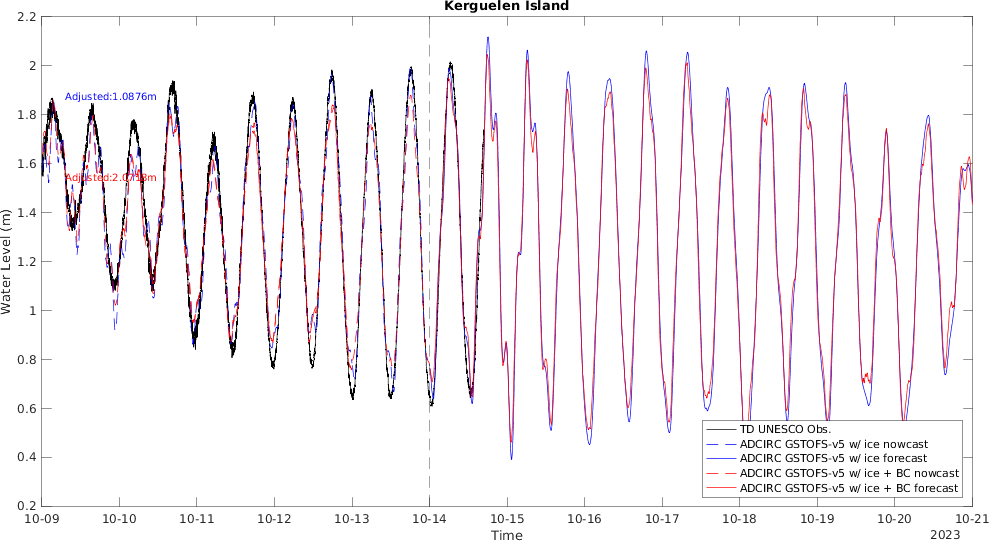 Kerguelen Island
2.2
2
1.8
1.6
1.4
1.2
1
0.8
0.6
0.4
0.2
Water Level (m)
Adjusted:1.0876m
TD UNESCO Obs.
ADCIRC GSTOFS-v5 w/ ice nowcast
ADCIRC GSTOFS-v5 w/ ice forecast
ADCIRC GSTOFS-v5 w/ ice + BC nowcast
ADCIRC GSTOFS-v5 w/ ice + BC forecast
10-09 10-10 10-11 10-12 10-13 10-14 10-15 10-16 10-17 10-18 10-19 10-20 10-21
Time
2023